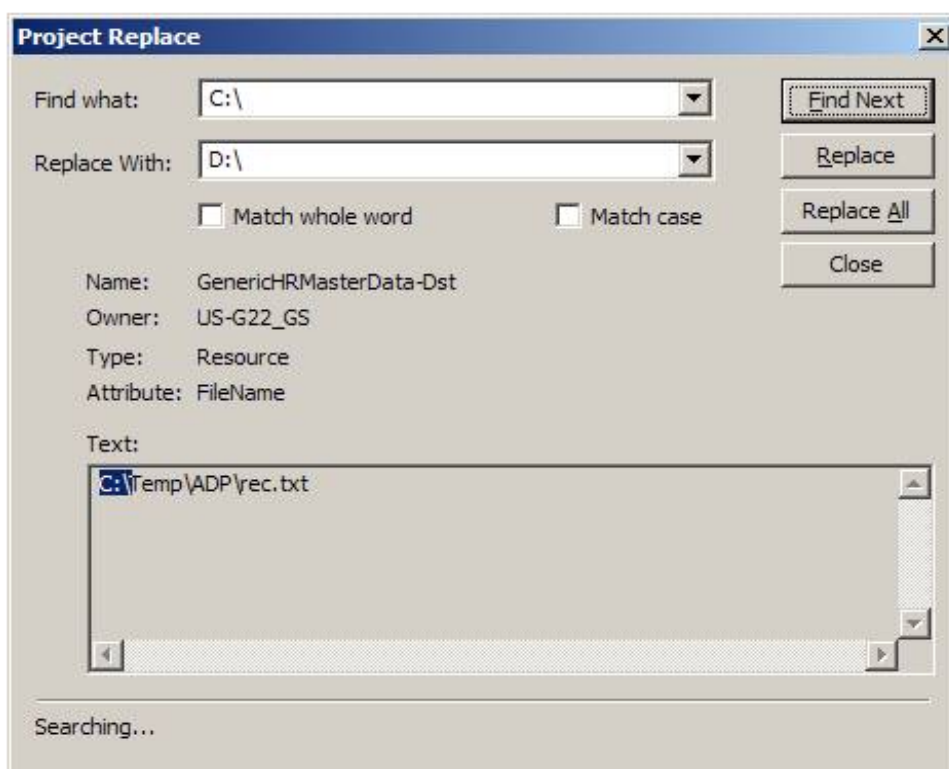 Project Replace
Find what: C:\
Find Next
Replace With: D:\
Replace
Match whole word Match case
Replace All
Close
Name: GenericHRMasterData-Dst
Owner: US-G22_GS
Type: Resource
Attribute: FileName
Text:
C:\Temp\ADP\rec.txt
Searching...